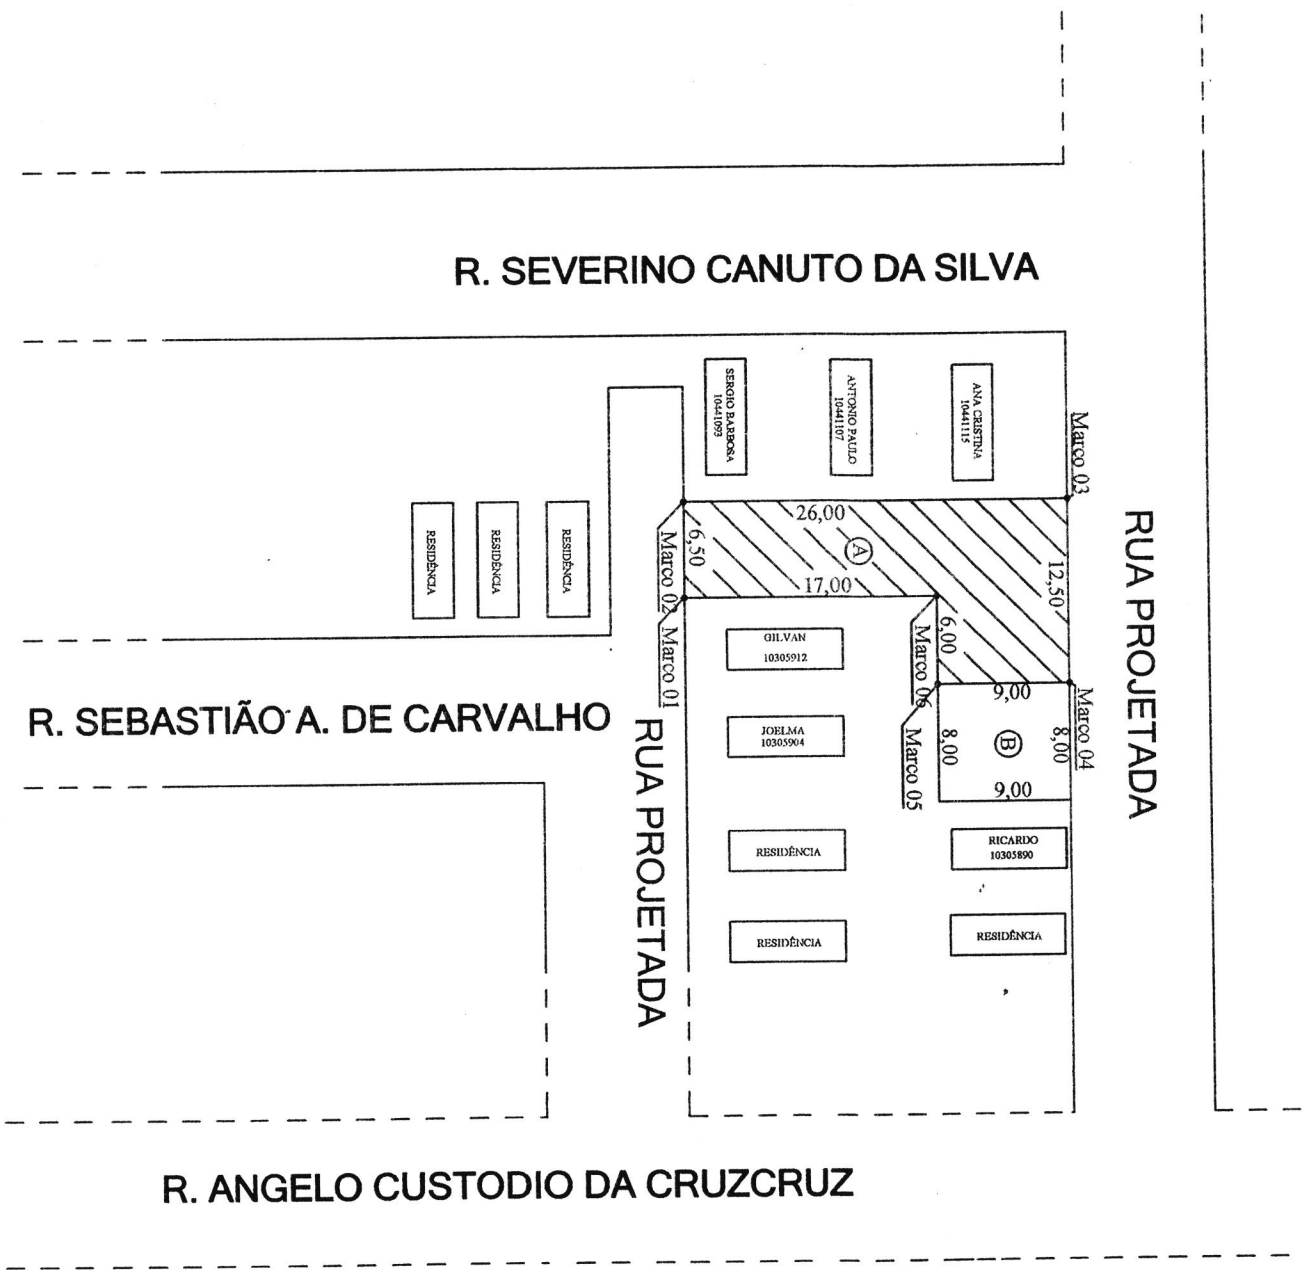 R. SEVERINO CANUTO DA SILVA
SERGIO BARBOSA
10441093
ANTONIO PAULO
10441107
ANA CRISTINA
10441115
Marco 03
RUA PROJETADA
RESIDÊNCIA
RESIDÊNCIA
RESIDÊNCIA
Marco 02
6,50
26,00
A
17,00
12,50
Marco 01
GILVAN
10305912
Marco 06
6,00
9,00
Marco 04
R. SEBASTIÃO A. DE CARVALHO
RUA PROJETADA
JOELMA
10305904
Marco 05
8,00
B
8,00
9,00
RESIDÊNCIA
RICARDO
10305890
RESIDÊNCIA
RESIDÊNCIA
R. ANGELO CUSTODIO DA CRUZCRUZ